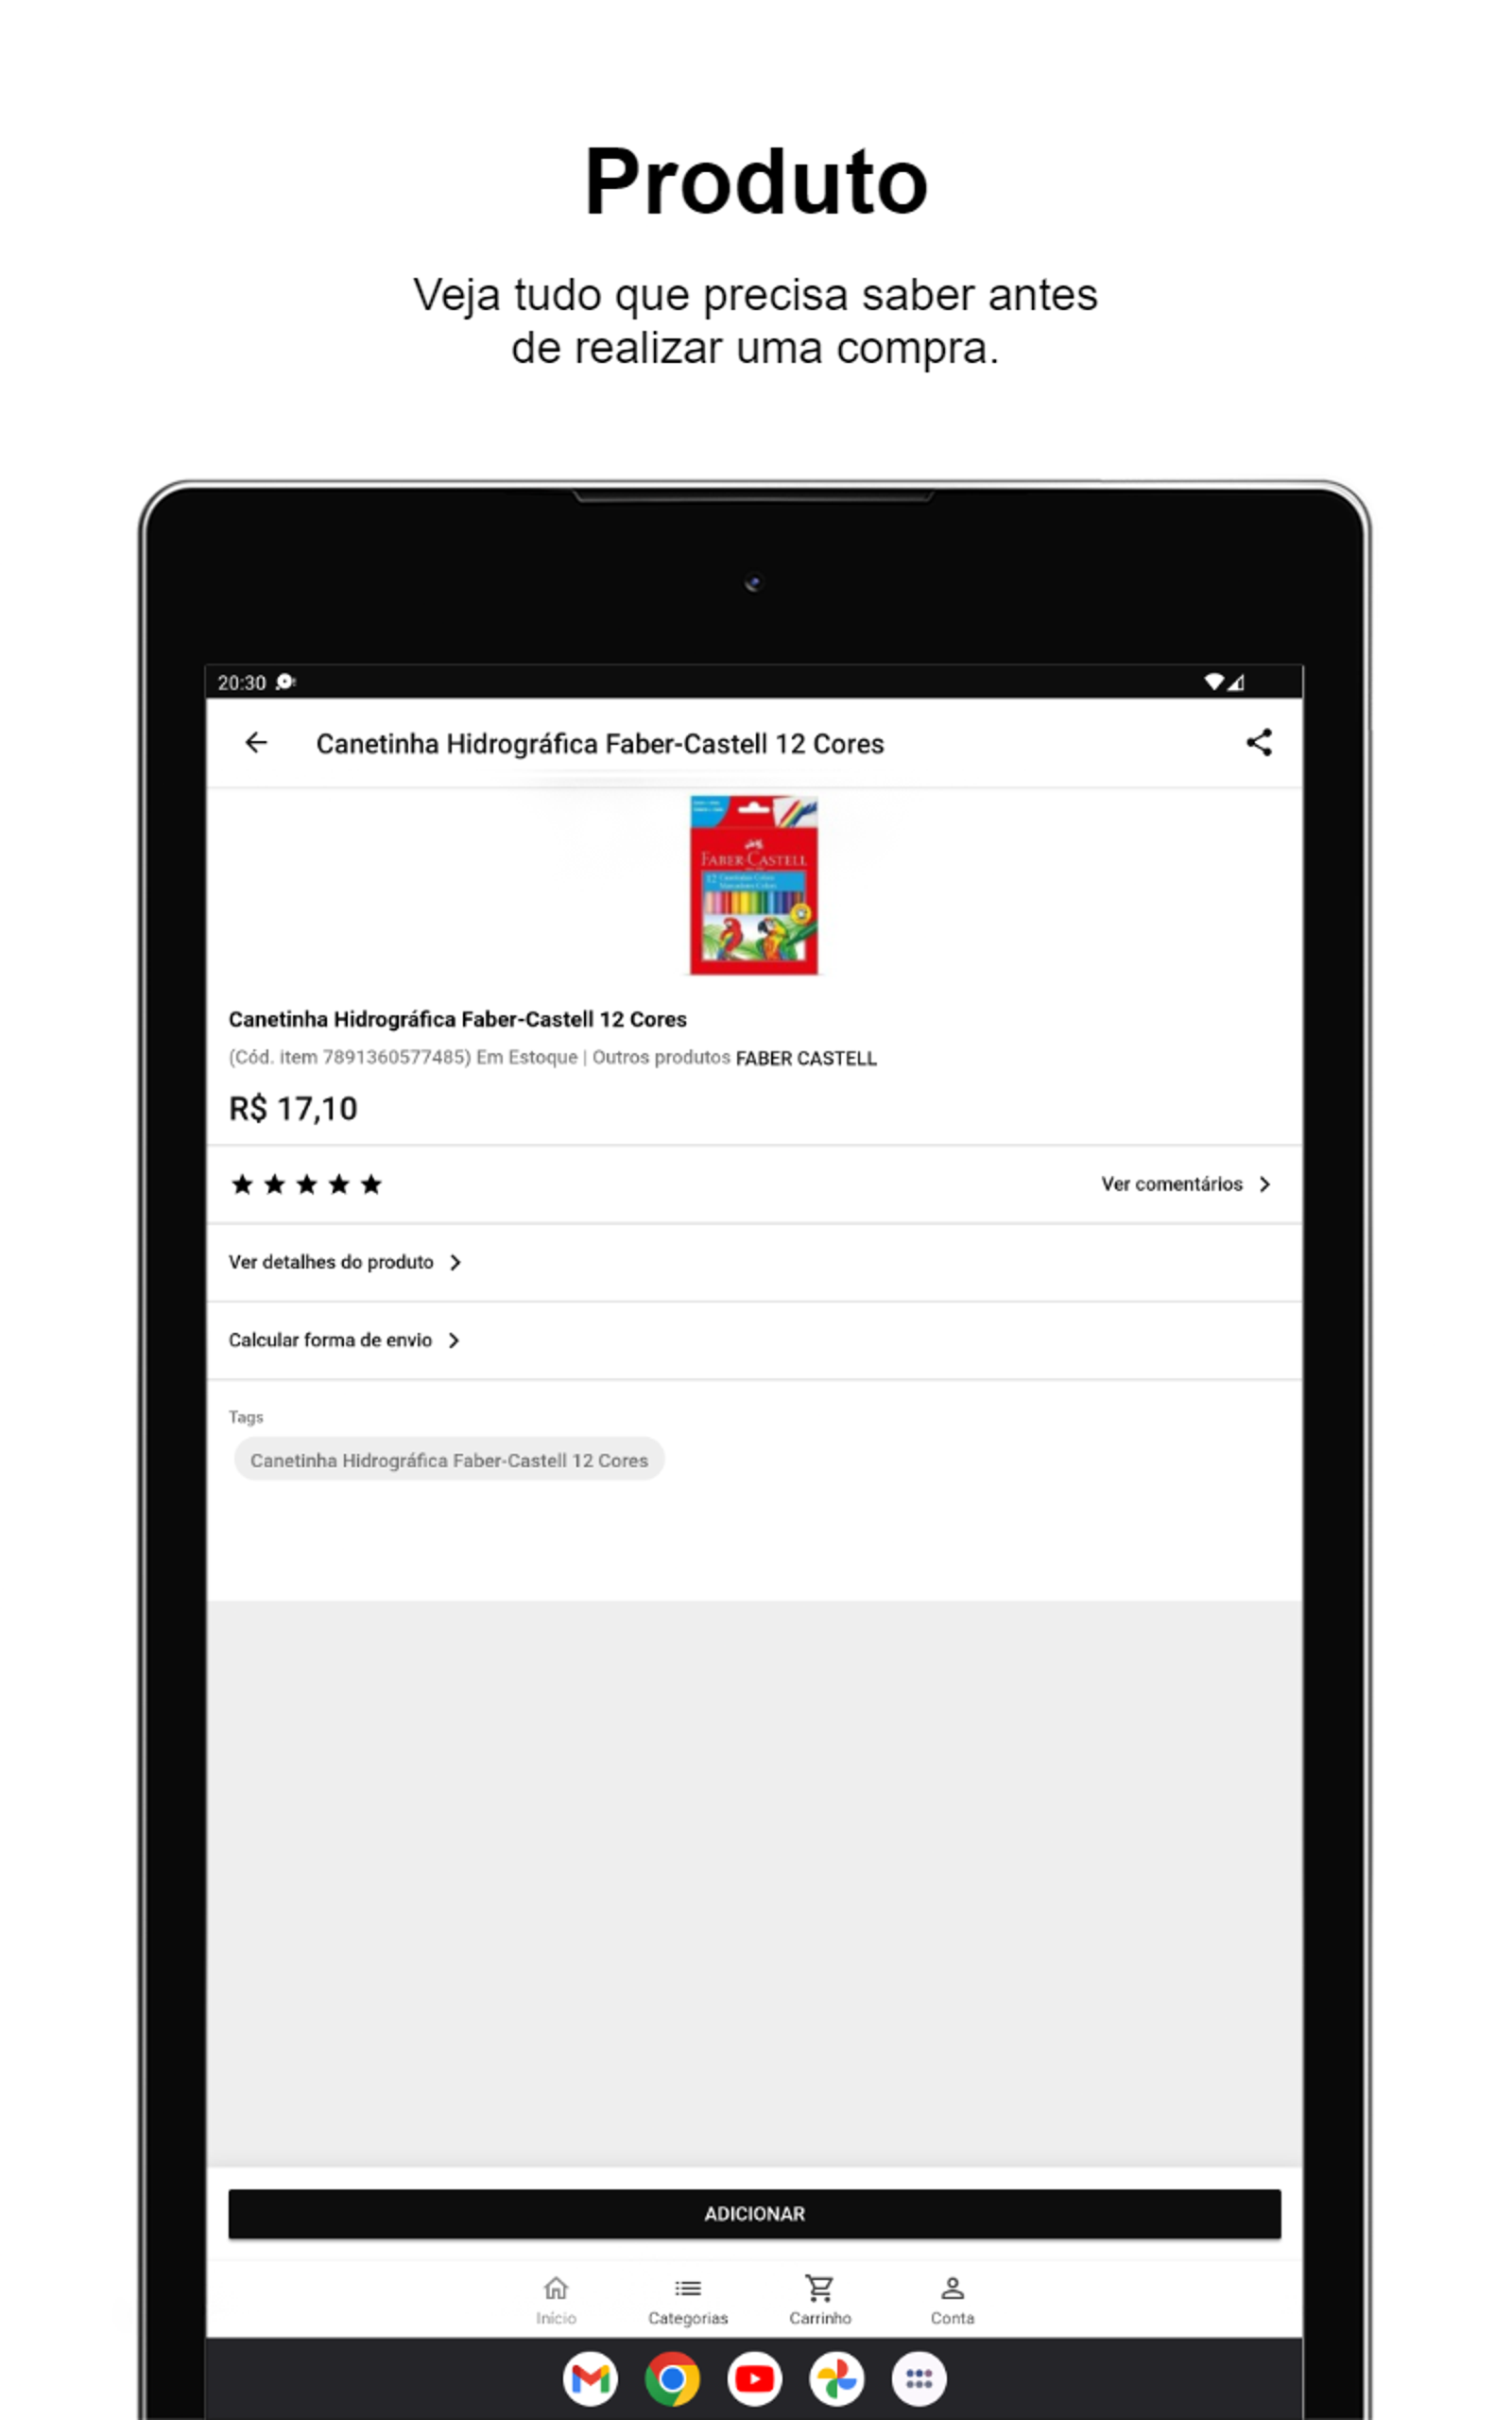 Produto
Veja tudo que precisa saber antes
de realizar uma compra.
20:30
Canetinha Hidrográfica Faber-Castell 12 Cores
FABER-CASTELL
Canetinha Hidrográfica Faber-Castell 12 Cores
(Cód. item 7891360577485) Em Estoque | Outros produtos FABER CASTELL
R$ 17,10
Ver comentários
Ver detalhes do produto
Calcular forma de envio
Tags
Canetinha Hidrográfica Faber-Castell 12 Cores
ADICIONAR
Início Categorias Carrinho Conta